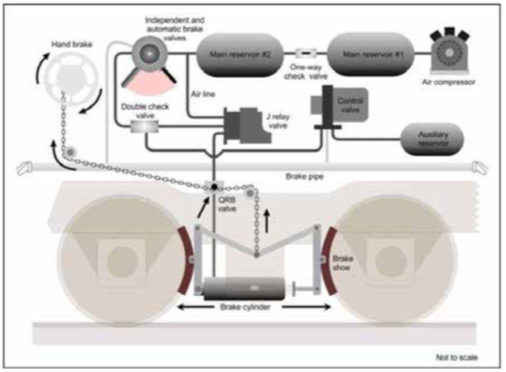 Independent and
automatic brake
valves
Hand brake
Main reservoir #2
Main reservoir #1
One-way
check valve
Air compressor
Air line
Double check
valve
J relay
valve
Control
valve
Auxiliary
reservoir
Brake pipe
QRB
valve
Brake
shoe
Brake cylinder
Not to scale